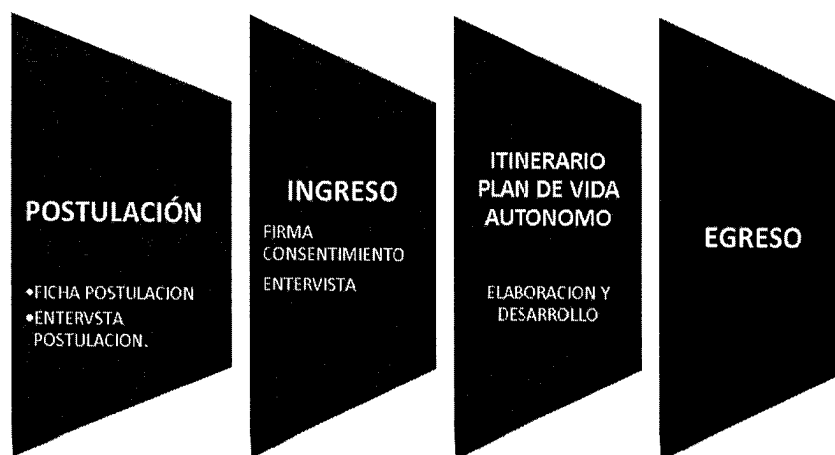 POSTULACIÓN
•FICHA POSTULACION
•ENTERVSTA
POSTULACION.
INGRESO
FIRMA
CONSENTIMIENTO
ENTERVISTA
ITINERARIO
PLAN DE VIDA
AUTONOMO
ELABORACION Y
DESARROLLO
EGRESO